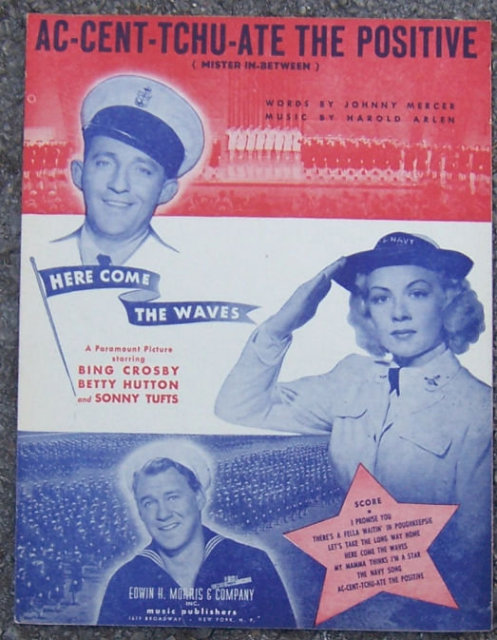 AC-CENT-TCHU-ATE THE POSITIVE
( MISTER IN-BETWEEN )
WORDS BY JOHNNY MERCER
MUSIC BY HAROLD ARLEN
HERE COME
THE WAVES
A Paramount Picture
starring
BING CROSBY
BETTY HUTTON
and SONNY TUFTS
NAVY
SCORE
I PROMISE YOU
THERE'S A FELLA WAITIN' IN POUGHKEEPSIE
LET'S TAKE THE LONG WAY HOME
HERE COME THE WAVES
MY MAMMA THINKS I'M A STAR
THE NAVY SONG
AC-CENT-TCHU-ATE THE POSITIVE
EDWIN H. MORRIS & COMPANY
INC.
music publishers
1619 BROADWAY • NEW YORK, N. Y.